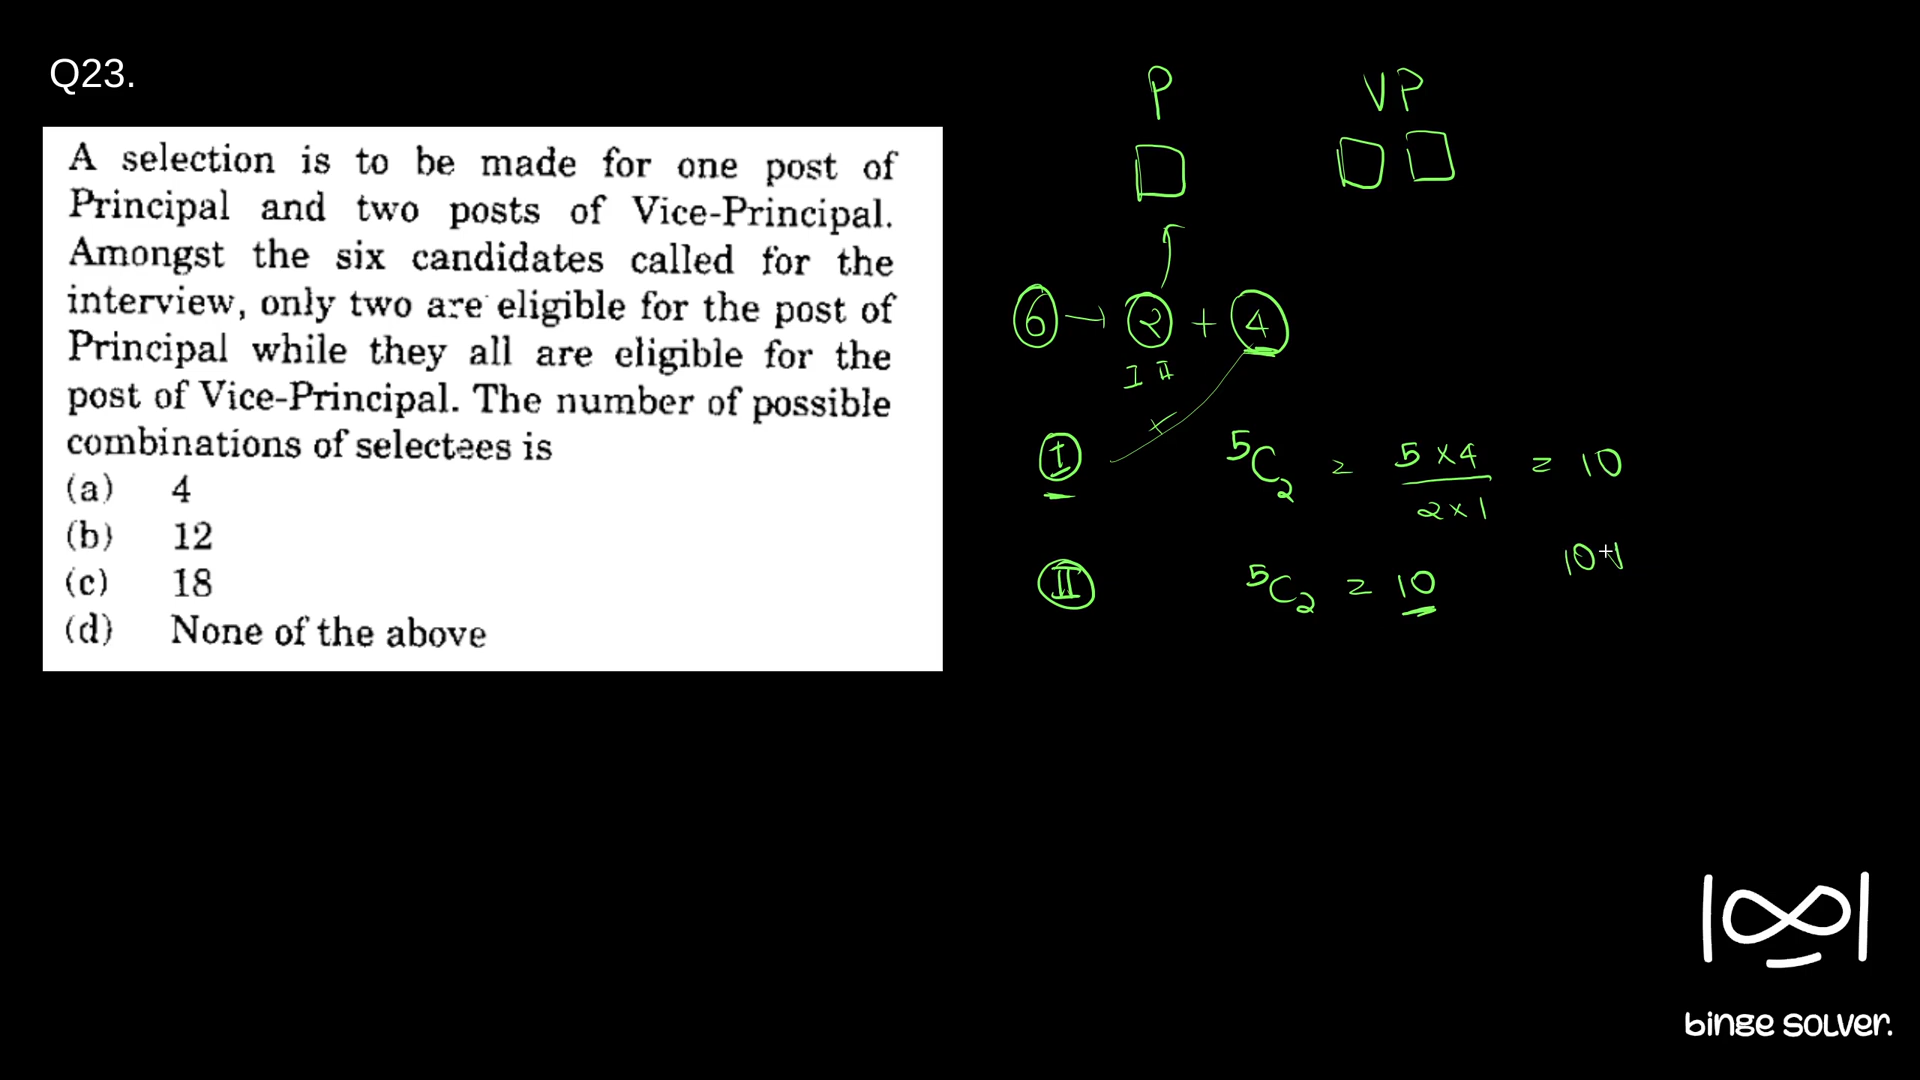 Q23.
A selection is to be made for one post of
Principal and two posts of Vice-Principal.
Amongst the six candidates called for the
interview, only two are eligible for the post of
Principal while they all are eligible for the
post of Vice-Principal. The number of possible
combinations of selectees is
(a) 4
(b) 12
(c) 18
(d) None of the above
P VP
6 → 2 + 4
I II
I ⁵C₂ = 5 × 4 / 2 × 1 = 10
II ⁵C₂ = 10
10+
binge solver.